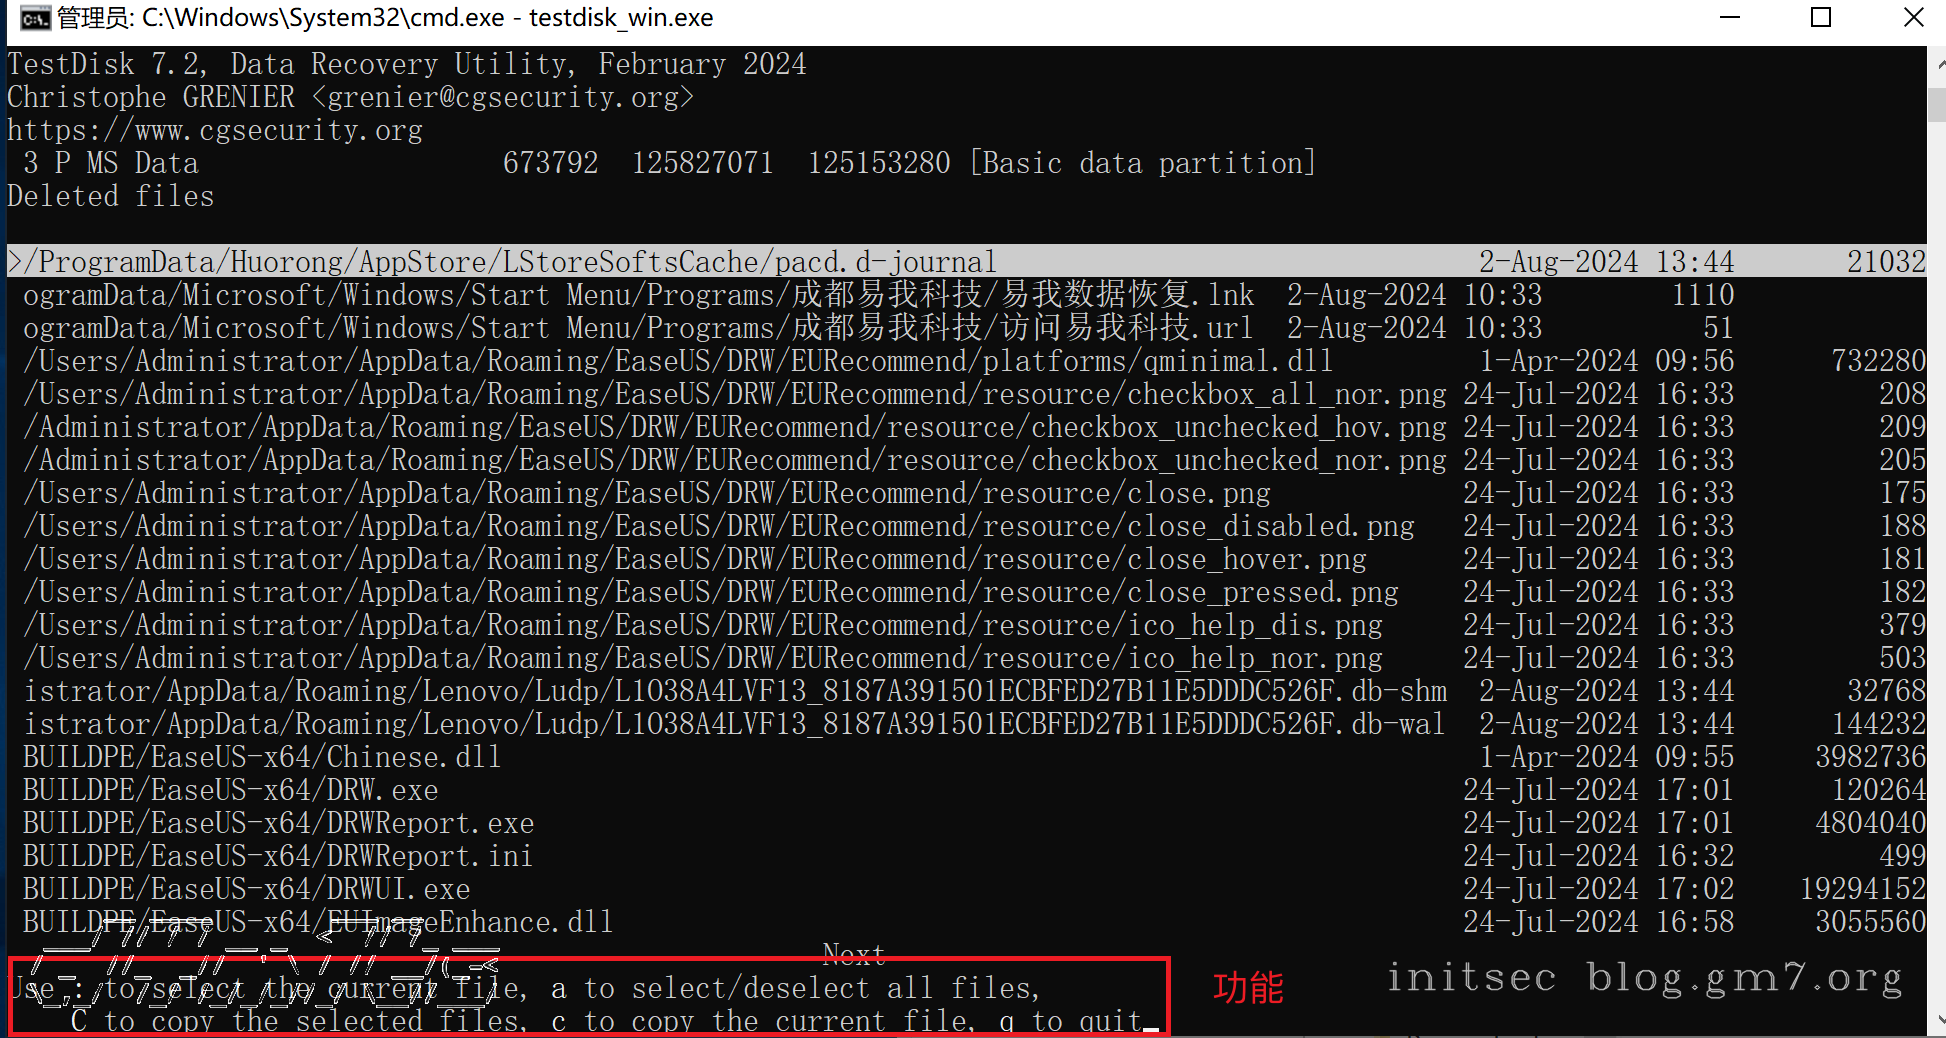 管理员: C:\Windows\System32\cmd.exe - testdisk_win.exe
TestDisk 7.2, Data Recovery Utility, February 2024
Christophe GRENIER <grenier@cgsecurity.org>
https://www.cgsecurity.org
3 P MS Data 673792 125827071 125153280 [Basic data partition]
Deleted files
>/ProgramData/Huorong/AppStore/LStoreSoftsCache/pacd.d-journal 2-Aug-2024 13:44 21032
ogramData/Microsoft/Windows/Start Menu/Programs/成都易我科技/易我数据恢复.lnk 2-Aug-2024 10:33 1110
ogramData/Microsoft/Windows/Start Menu/Programs/成都易我科技/访问易我科技.url 2-Aug-2024 10:33 51
/Users/Administrator/AppData/Roaming/EaseUS/DRW/EURecommend/platforms/qminimal.dll 1-Apr-2024 09:56 732280
/Users/Administrator/AppData/Roaming/EaseUS/DRW/EURecommend/resource/checkbox_all_nor.png 24-Jul-2024 16:33 208
/Administrator/AppData/Roaming/EaseUS/DRW/EURecommend/resource/checkbox_unchecked_hov.png 24-Jul-2024 16:33 209
/Administrator/AppData/Roaming/EaseUS/DRW/EURecommend/resource/checkbox_unchecked_nor.png 24-Jul-2024 16:33 205
/Users/Administrator/AppData/Roaming/EaseUS/DRW/EURecommend/resource/close.png 24-Jul-2024 16:33 175
/Users/Administrator/AppData/Roaming/EaseUS/DRW/EURecommend/resource/close_disabled.png 24-Jul-2024 16:33 188
/Users/Administrator/AppData/Roaming/EaseUS/DRW/EURecommend/resource/close_hover.png 24-Jul-2024 16:33 181
/Users/Administrator/AppData/Roaming/EaseUS/DRW/EURecommend/resource/close_pressed.png 24-Jul-2024 16:33 182
/Users/Administrator/AppData/Roaming/EaseUS/DRW/EURecommend/resource/ico_help_dis.png 24-Jul-2024 16:33 379
/Users/Administrator/AppData/Roaming/EaseUS/DRW/EURecommend/resource/ico_help_nor.png 24-Jul-2024 16:33 503
istrator/AppData/Roaming/Lenovo/Ludp/L1038A4LVF13_8187A391501ECBFED27B11E5DDDC526F.db-shm 2-Aug-2024 13:44 32768
istrator/AppData/Roaming/Lenovo/Ludp/L1038A4LVF13_8187A391501ECBFED27B11E5DDDC526F.db-wal 2-Aug-2024 13:44 144232
BUILDPE/EaseUS-x64/Chinese.dll 1-Apr-2024 09:55 3982736
BUILDPE/EaseUS-x64/DRW.exe 24-Jul-2024 17:01 120264
BUILDPE/EaseUS-x64/DRWReport.exe 24-Jul-2024 17:01 4804040
BUILDPE/EaseUS-x64/DRWReport.ini 24-Jul-2024 16:32 499
BUILDPE/EaseUS-x64/DRWUI.exe 24-Jul-2024 17:02 19294152
BUILDPE/EaseUS-x64/EUImageEnhance.dll 24-Jul-2024 16:58 3055560
Next
Use : to select the current file, a to select/deselect all files,
C to copy the selected files, c to copy the current file, q to quit
功能
initsec blog.gm7.org